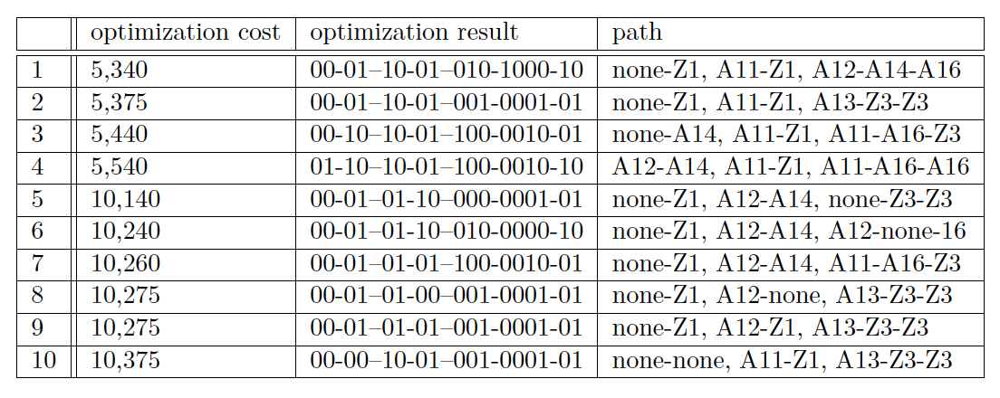 optimization cost optimization result path
1 5,340 00-01–10-01–010-1000-10 none-Z1, A11-Z1, A12-A14-A16
2 5,375 00-01–10-01–001-0001-01 none-Z1, A11-Z1, A13-Z3-Z3
3 5,440 00-10–10-01–100-0010-01 none-A14, A11-Z1, A11-A16-Z3
4 5,540 01-10–10-01–100-0010-10 A12-A14, A11-Z1, A11-A16-A16
5 10,140 00-01–01-10–000-0001-01 none-Z1, A12-A14, none-Z3-Z3
6 10,240 00-01–01-10–010-0000-10 none-Z1, A12-A14, A12-none-16
7 10,260 00-01–01-01–100-0010-01 none-Z1, A12-A14, A11-A16-Z3
8 10,275 00-01–01-00–001-0001-01 none-Z1, A12-none, A13-Z3-Z3
9 10,275 00-01–01-01–001-0001-01 none-Z1, A12-Z1, A13-Z3-Z3
10 10,375 00-00–10-01–001-0001-01 none-none, A11-Z1, A13-Z3-Z3